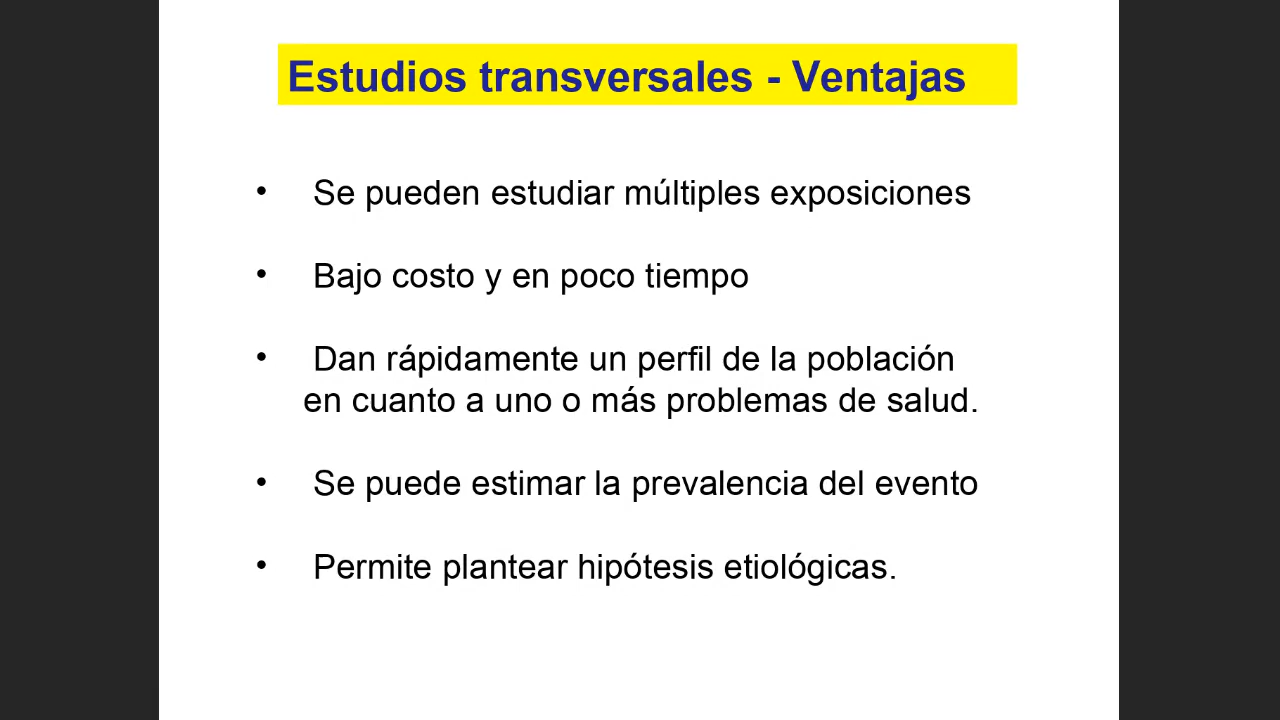 Estudios transversales - Ventajas
• Se pueden estudiar múltiples exposiciones
• Bajo costo y en poco tiempo
• Dan rápidamente un perfil de la población
en cuanto a uno o más problemas de salud.
• Se puede estimar la prevalencia del evento
• Permite plantear hipótesis etiológicas.